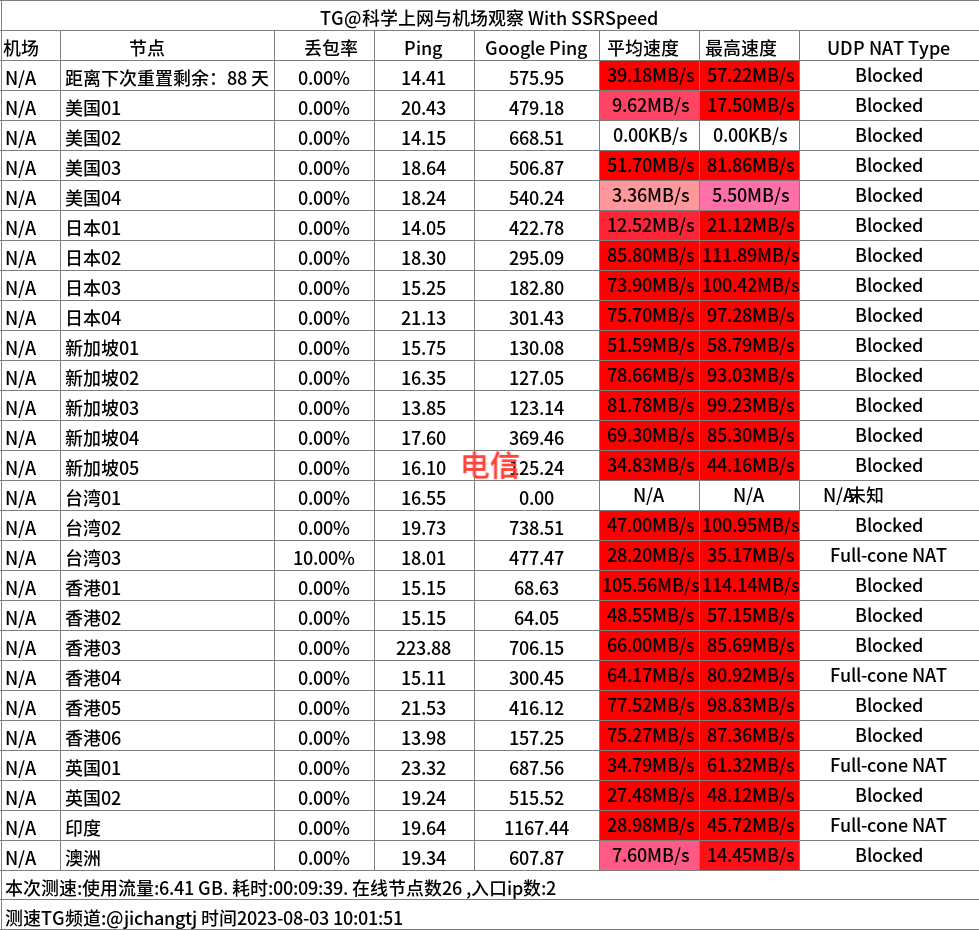 TG@科学上网与机场观察 With SSRSpeed
机场 节点 丢包率 Ping Google Ping 平均速度 最高速度 UDP NAT Type
N/A 距离下次重置剩余：88 天 0.00% 14.41 575.95 39.18MB/s 57.22MB/s Blocked
N/A 美国01 0.00% 20.43 479.18 9.62MB/s 17.50MB/s Blocked
N/A 美国02 0.00% 14.15 668.51 0.00KB/s 0.00KB/s Blocked
N/A 美国03 0.00% 18.64 506.87 51.70MB/s 81.86MB/s Blocked
N/A 美国04 0.00% 18.24 540.24 3.36MB/s 5.50MB/s Blocked
N/A 日本01 0.00% 14.05 422.78 12.52MB/s 21.12MB/s Blocked
N/A 日本02 0.00% 18.30 295.09 85.80MB/s 111.89MB/s Blocked
N/A 日本03 0.00% 15.25 182.80 73.90MB/s 100.42MB/s Blocked
N/A 日本04 0.00% 21.13 301.43 75.70MB/s 97.28MB/s Blocked
N/A 新加坡01 0.00% 15.75 130.08 51.59MB/s 58.79MB/s Blocked
N/A 新加坡02 0.00% 16.35 127.05 78.66MB/s 93.03MB/s Blocked
N/A 新加坡03 0.00% 13.85 123.14 81.78MB/s 99.23MB/s Blocked
N/A 新加坡04 0.00% 17.60 369.46 69.30MB/s 85.30MB/s Blocked
N/A 新加坡05 0.00% 16.10 125.24 34.83MB/s 44.16MB/s Blocked
电信
N/A 台湾01 0.00% 16.55 0.00 N/A N/A N/A未知
N/A 台湾02 0.00% 19.73 738.51 47.00MB/s 100.95MB/s Blocked
N/A 台湾03 10.00% 18.01 477.47 28.20MB/s 35.17MB/s Full-cone NAT
N/A 香港01 0.00% 15.15 68.63 105.56MB/s 114.14MB/s Blocked
N/A 香港02 0.00% 15.15 64.05 48.55MB/s 57.15MB/s Blocked
N/A 香港03 0.00% 223.88 706.15 66.00MB/s 85.69MB/s Blocked
N/A 香港04 0.00% 15.11 300.45 64.17MB/s 80.92MB/s Full-cone NAT
N/A 香港05 0.00% 21.53 416.12 77.52MB/s 98.83MB/s Blocked
N/A 香港06 0.00% 13.98 157.25 75.27MB/s 87.36MB/s Blocked
N/A 英国01 0.00% 23.32 687.56 34.79MB/s 61.32MB/s Full-cone NAT
N/A 英国02 0.00% 19.24 515.52 27.48MB/s 48.12MB/s Blocked
N/A 印度 0.00% 19.64 1167.44 28.98MB/s 45.72MB/s Full-cone NAT
N/A 澳洲 0.00% 19.34 607.87 7.60MB/s 14.45MB/s Blocked
本次测速:使用流量:6.41 GB. 耗时:00:09:39. 在线节点数26 ,入口ip数:2
测速TG频道:@jichangtj 时间2023-08-03 10:01:51